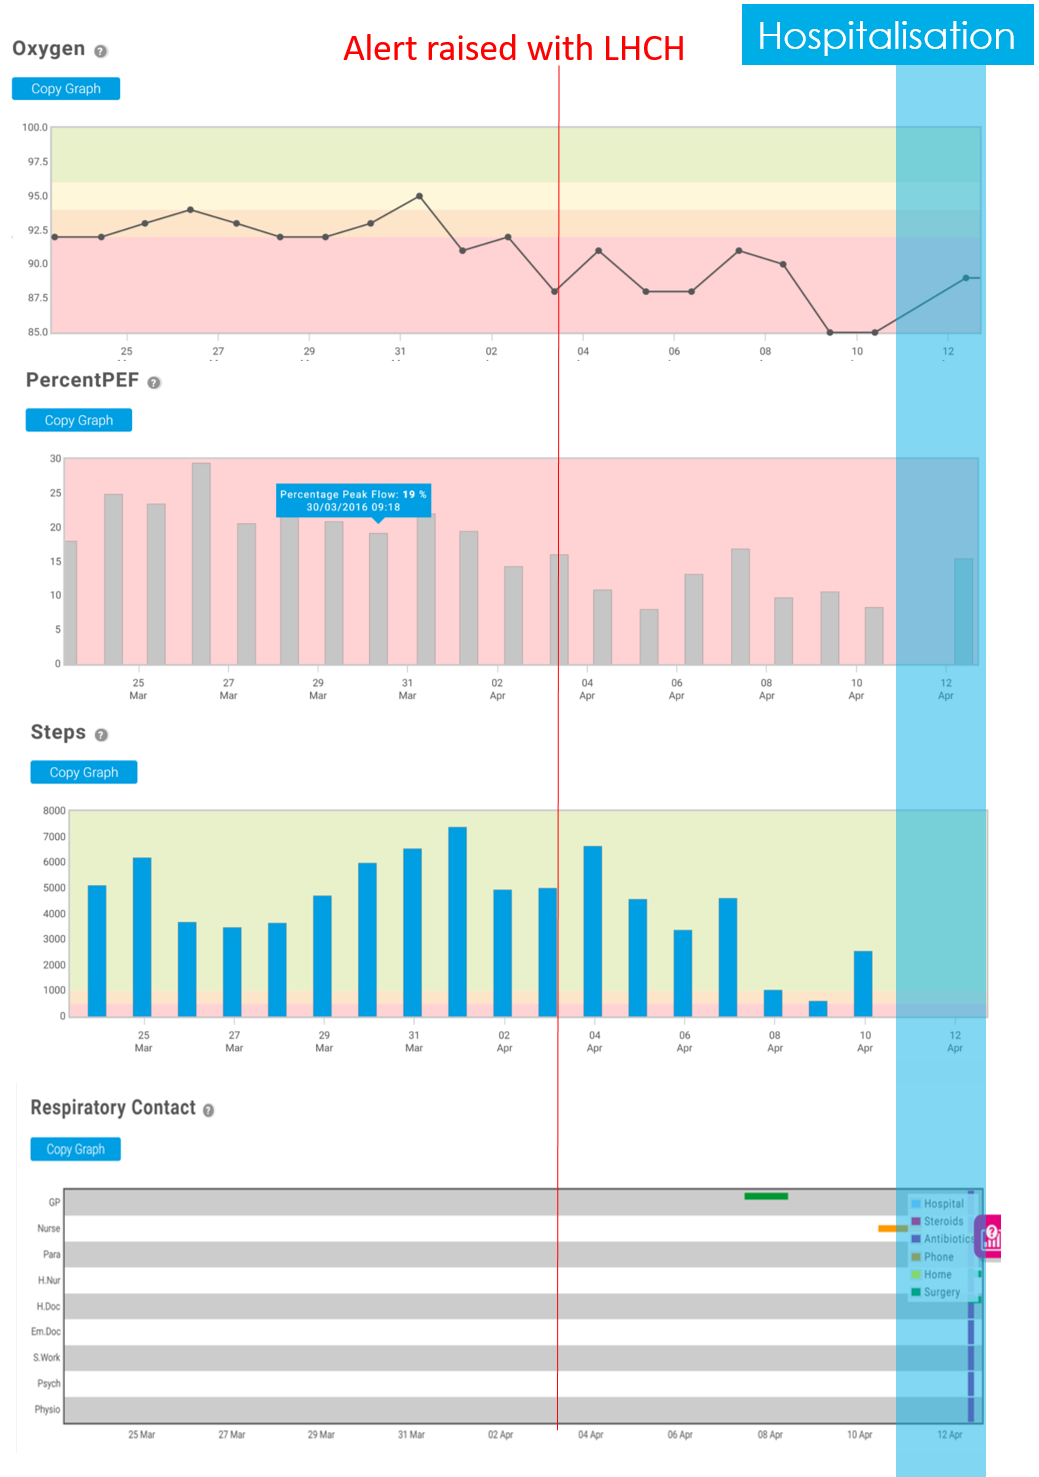 Alert raised with LHCH
Hospitalisation
Oxygen ?
Copy Graph
100.0
97.5
95.0
92.5
90.0
87.5
85.0
25 27 29 31 02 04 06 08 10 12
PercentPEF ?
Copy Graph
30
25
20
15
10
5
0
Percentage Peak Flow: 19 %
30/03/2016 09:18
25 27 29 31 02 04 06 08 10 12
Mar Mar Mar Mar Apr Apr Apr Apr Apr Apr
Steps ?
Copy Graph
8000
7000
6000
5000
4000
3000
2000
1000
0
25 27 29 31 02 04 06 08 10 12
Mar Mar Mar Mar Apr Apr Apr Apr Apr Apr
Respiratory Contact ?
Copy Graph
GP
Nurse
Para
H.Nur
H.Doc
Em.Doc
S.Work
Psych
Physio
Hospital
Steroids
Antibiotics
Phone
Home
Surgery
?
25 Mar 27 Mar 29 Mar 31 Mar 02 Apr 04 Apr 06 Apr 08 Apr 10 Apr 12 Apr